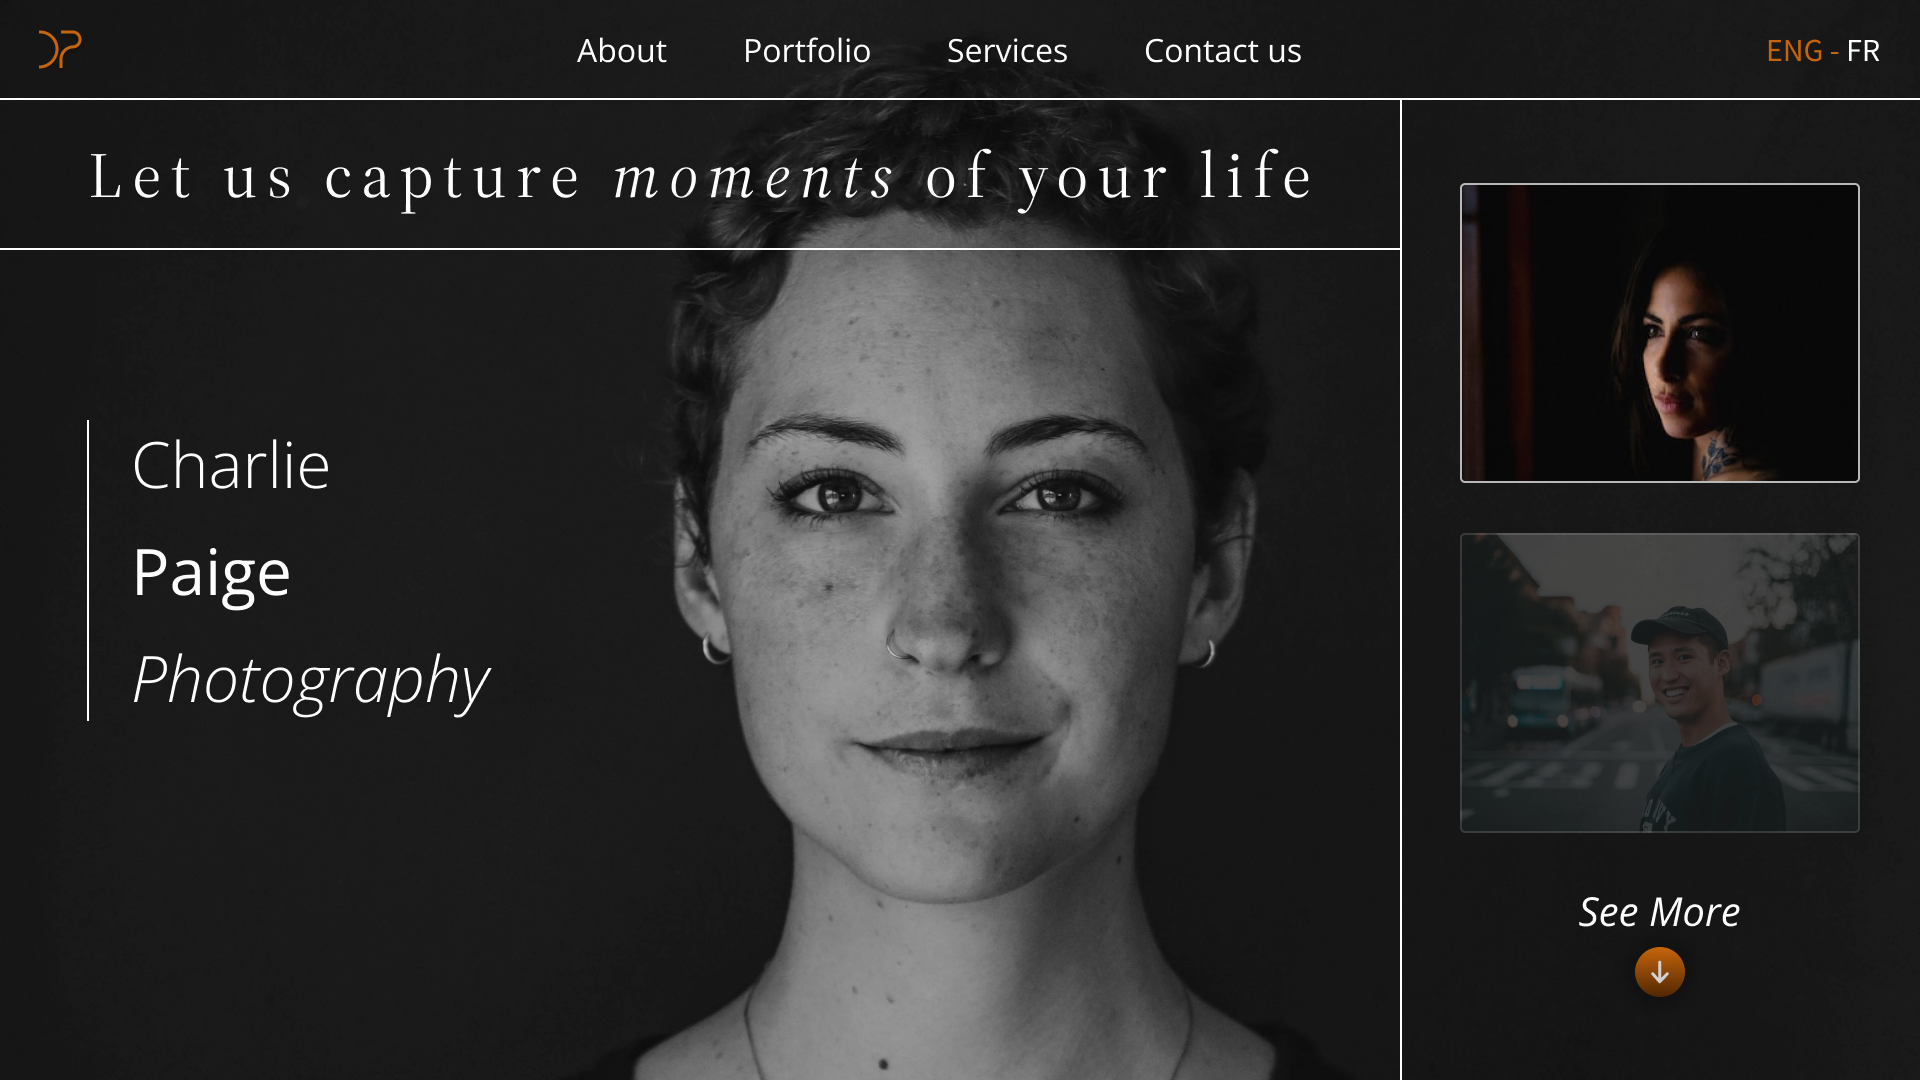 About Portfolio Services Contact us ENG - FR
Let us capture moments of your life
Charlie
Paige
Photography
See More